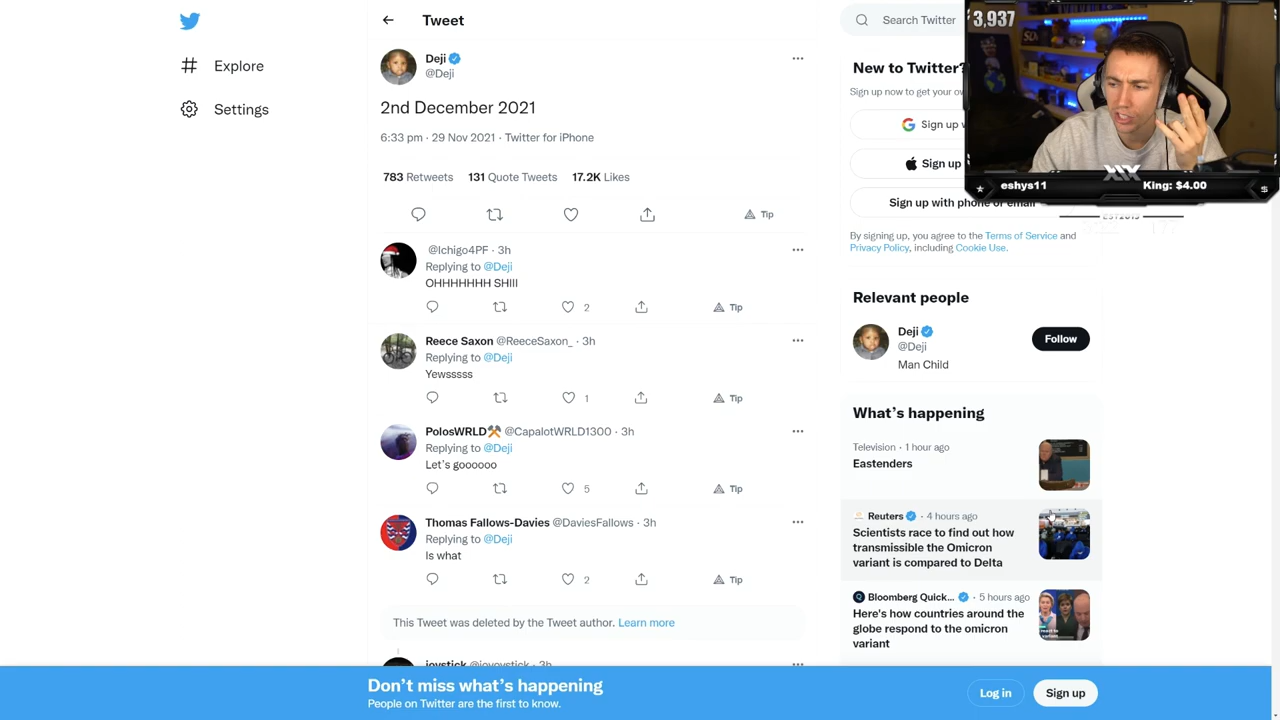 Explore
Settings
Tweet
Deji
@Deji
2nd December 2021
6:33 pm · 29 Nov 2021 · Twitter for iPhone
783 Retweets 131 Quote Tweets 17.2K Likes
Tip
@Ichigo4PF · 3h
Replying to @Deji
OHHHHHHH SHIII
2 Tip
Reece Saxon @ReeceSaxon_ · 3h
Replying to @Deji
Yewsssss
1 Tip
PolosWRLD @CapalotWRLD1300 · 3h
Replying to @Deji
Let's goooooo
5 Tip
Thomas Fallows-Davies @DaviesFallows · 3h
Replying to @Deji
Is what
2 Tip
This Tweet was deleted by the Tweet author. Learn more
joystick @joyoystick · 3h
Search Twitter
New to Twitter?
Sign up now to get your
Sign up
Sign up
Sign up with phone or email
By signing up, you agree to the Terms of Service and
Privacy Policy, including Cookie Use.
3,937
XIX
eshys11 King: $4.00
Relevant people
Deji
@Deji
Man Child
Follow
What's happening
Television · 1 hour ago
Eastenders
Reuters · 4 hours ago
Scientists race to find out how
transmissible the Omicron
variant is compared to Delta
Bloomberg Quick... · 5 hours ago
Here's how countries around the
globe respond to the omicron
variant
Don't miss what's happening
People on Twitter are the first to know.
Log in
Sign up